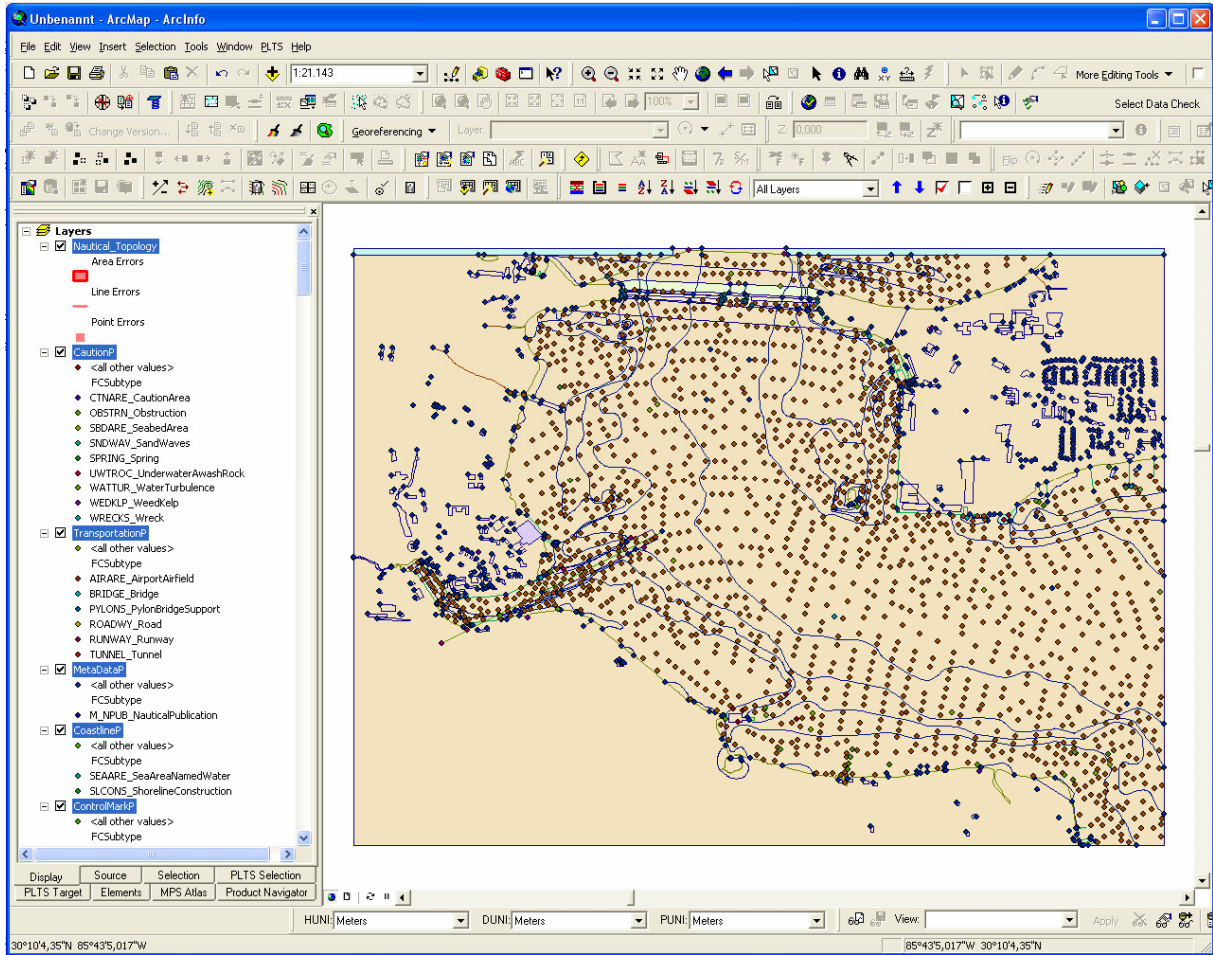 Unbenannt - ArcMap - ArcInfo
File Edit View Insert Selection Tools Window PLTS Help
1:21.143
More Editing Tools
100%
Select Data Check
Change Version...
Georeferencing
Layer:
Z: 0,000
Flip
All Layers
Layers
Nautical_Topology
Area Errors
Line Errors
Point Errors
CautionP
<all other values>
FCSubtype
CTNARE_CautionArea
OBSTRN_Obstruction
SBDARE_SeabedArea
SNDWAV_SandWaves
SPRING_Spring
UWTROC_UnderwaterAwashRock
WATTUR_WaterTurbulence
WEDKLP_WeedKelp
WRECKS_Wreck
TransportationP
<all other values>
FCSubtype
AIRARE_AirportAirfield
BRIDGE_Bridge
PYLONS_PylonBridgeSupport
ROADWY_Road
RUNWAY_Runway
TUNNEL_Tunnel
MetaDataP
<all other values>
FCSubtype
M_NPUB_NauticalPublication
CoastlineP
<all other values>
FCSubtype
SEAARE_SeaAreaNamedWater
SLCONS_ShorelineConstruction
ControlMarkP
<all other values>
FCSubtype
Display Source Selection PLTS Selection
PLTS Target Elements MPS Atlas Product Navigator
HUNI: Meters DUNI: Meters PUNI: Meters View: Apply
30°10'4,35"N 85°43'5,017"W
85°43'5,017"W 30°10'4,35"N